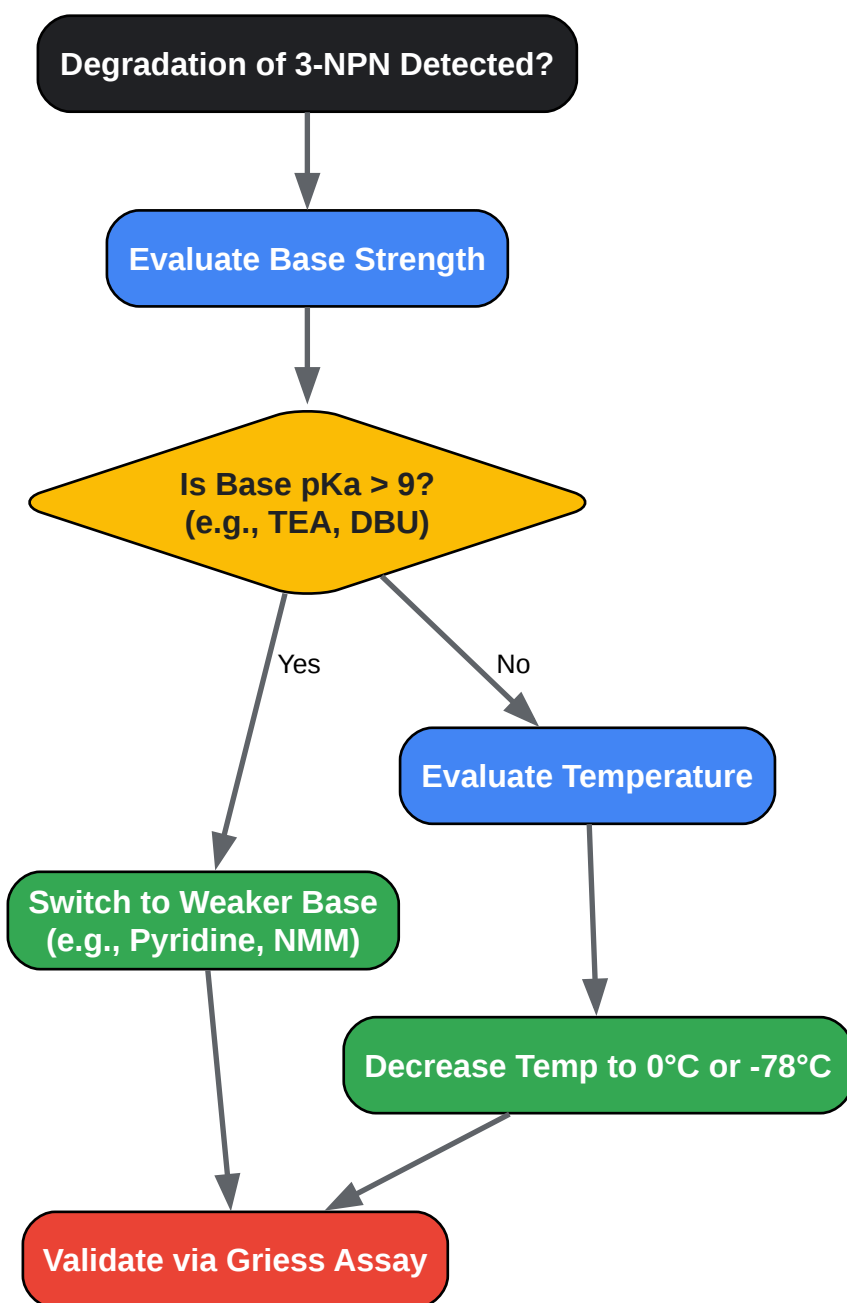 Degradation of 3-NPN Detected?
Evaluate Base Strength
Is Base pKa > 9?
(e.g., TEA, DBU)
Yes
No
Evaluate Temperature
Switch to Weaker Base
(e.g., Pyridine, NMM)
Decrease Temp to 0°C or -78°C
Validate via Griess Assay